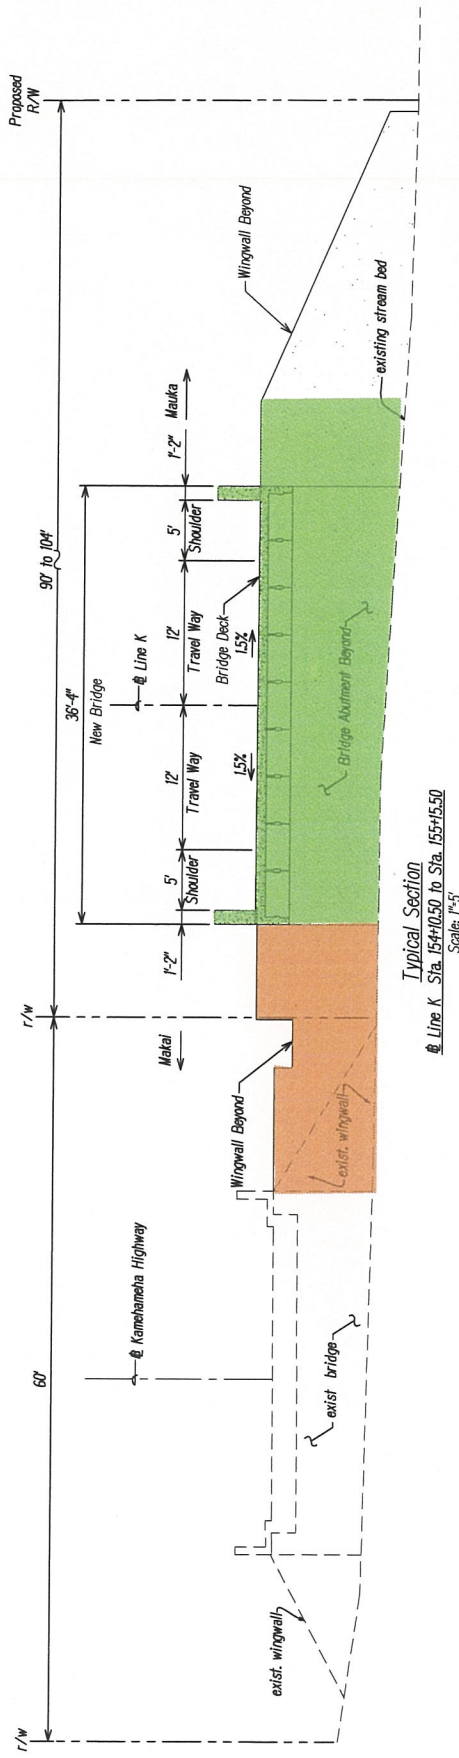 r/w
60'
r/w
90' to 104'
Proposed
R/W
℄ Kamehameha Highway
Makai
36'-4"
New Bridge
℄ Line K
1'-2"
5'
Shoulder
12'
Travel Way
12'
Travel Way
5'
Shoulder
1'-2"
Mauka
1.5%
1.5%
Bridge Deck
Wingwall Beyond
Wingwall Beyond
exist. wingwall
exist bridge
exist. wingwall
Bridge Abutment Beyond
existing stream bed
Typical Section
℄ Line K Sta. 154+10.50 to Sta. 155+15.50
Scale: 1"=5'